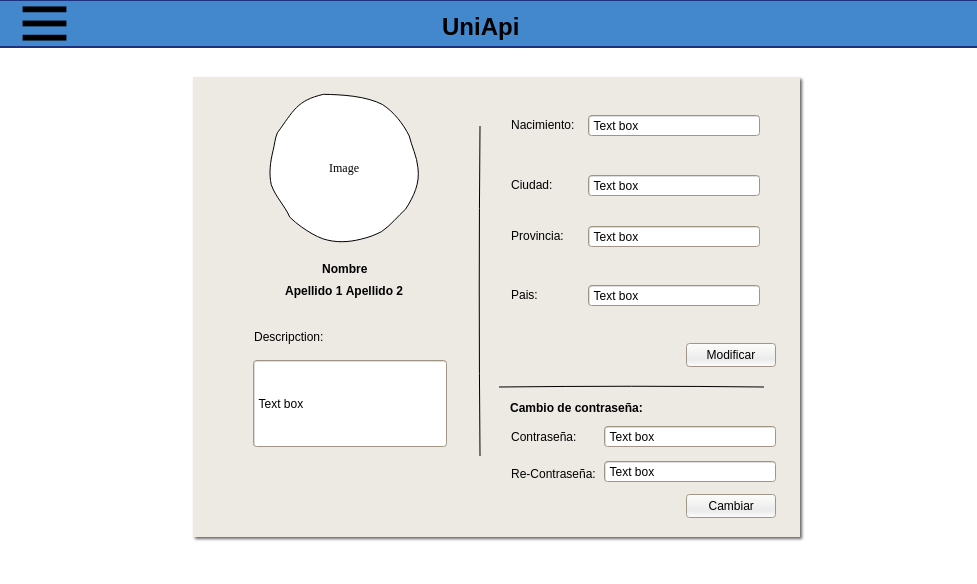 UniApi
Image
Nombre
Apellido 1 Apellido 2
Descripction:
Text box
Nacimiento: Text box
Ciudad: Text box
Provincia: Text box
Pais: Text box
Modificar
Cambio de contraseña:
Contraseña: Text box
Re-Contraseña: Text box
Cambiar